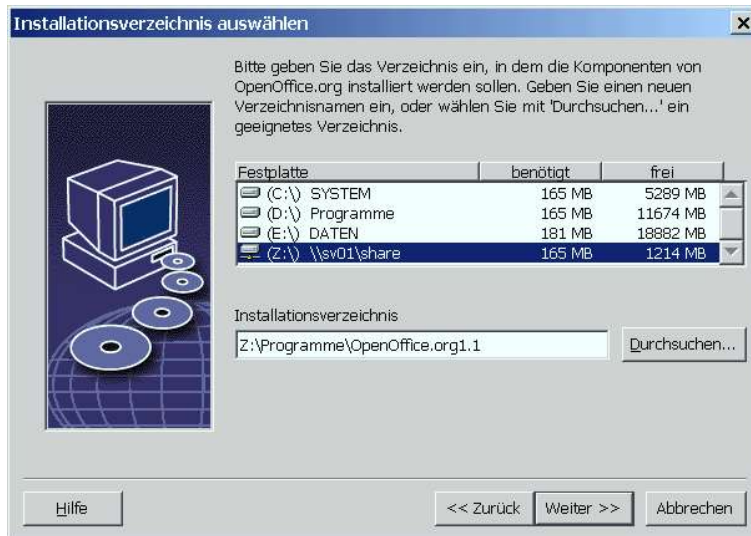 Installationsverzeichnis auswählen
Bitte geben Sie das Verzeichnis ein, in dem die Komponenten von
OpenOffice.org installiert werden sollen. Geben Sie einen neuen
Verzeichnisnamen ein, oder wählen Sie mit 'Durchsuchen...' ein
geeignetes Verzeichnis.
Festplatte benötigt frei
(C:\) SYSTEM 165 MB 5289 MB
(D:\) Programme 165 MB 11674 MB
(E:\) DATEN 181 MB 18882 MB
(Z:\) \\sv01\share 165 MB 1214 MB
Installationsverzeichnis
Z:\Programme\OpenOffice.org1.1 Durchsuchen...
Hilfe << Zurück Weiter >> Abbrechen